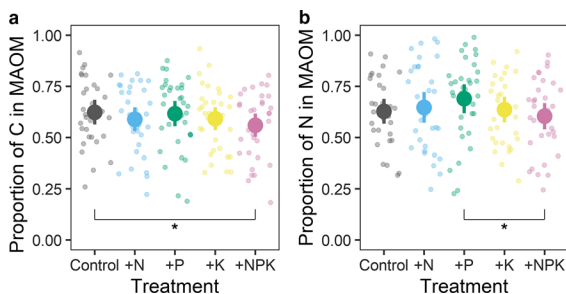 a
Proportion of C in MAOM
1.00
0.75
0.50
0.25
0.00
*
Control +N +P +K +NPK
Treatment
b
Proportion of N in MAOM
1.00
0.75
0.50
0.25
0.00
*
Control +N +P +K +NPK
Treatment